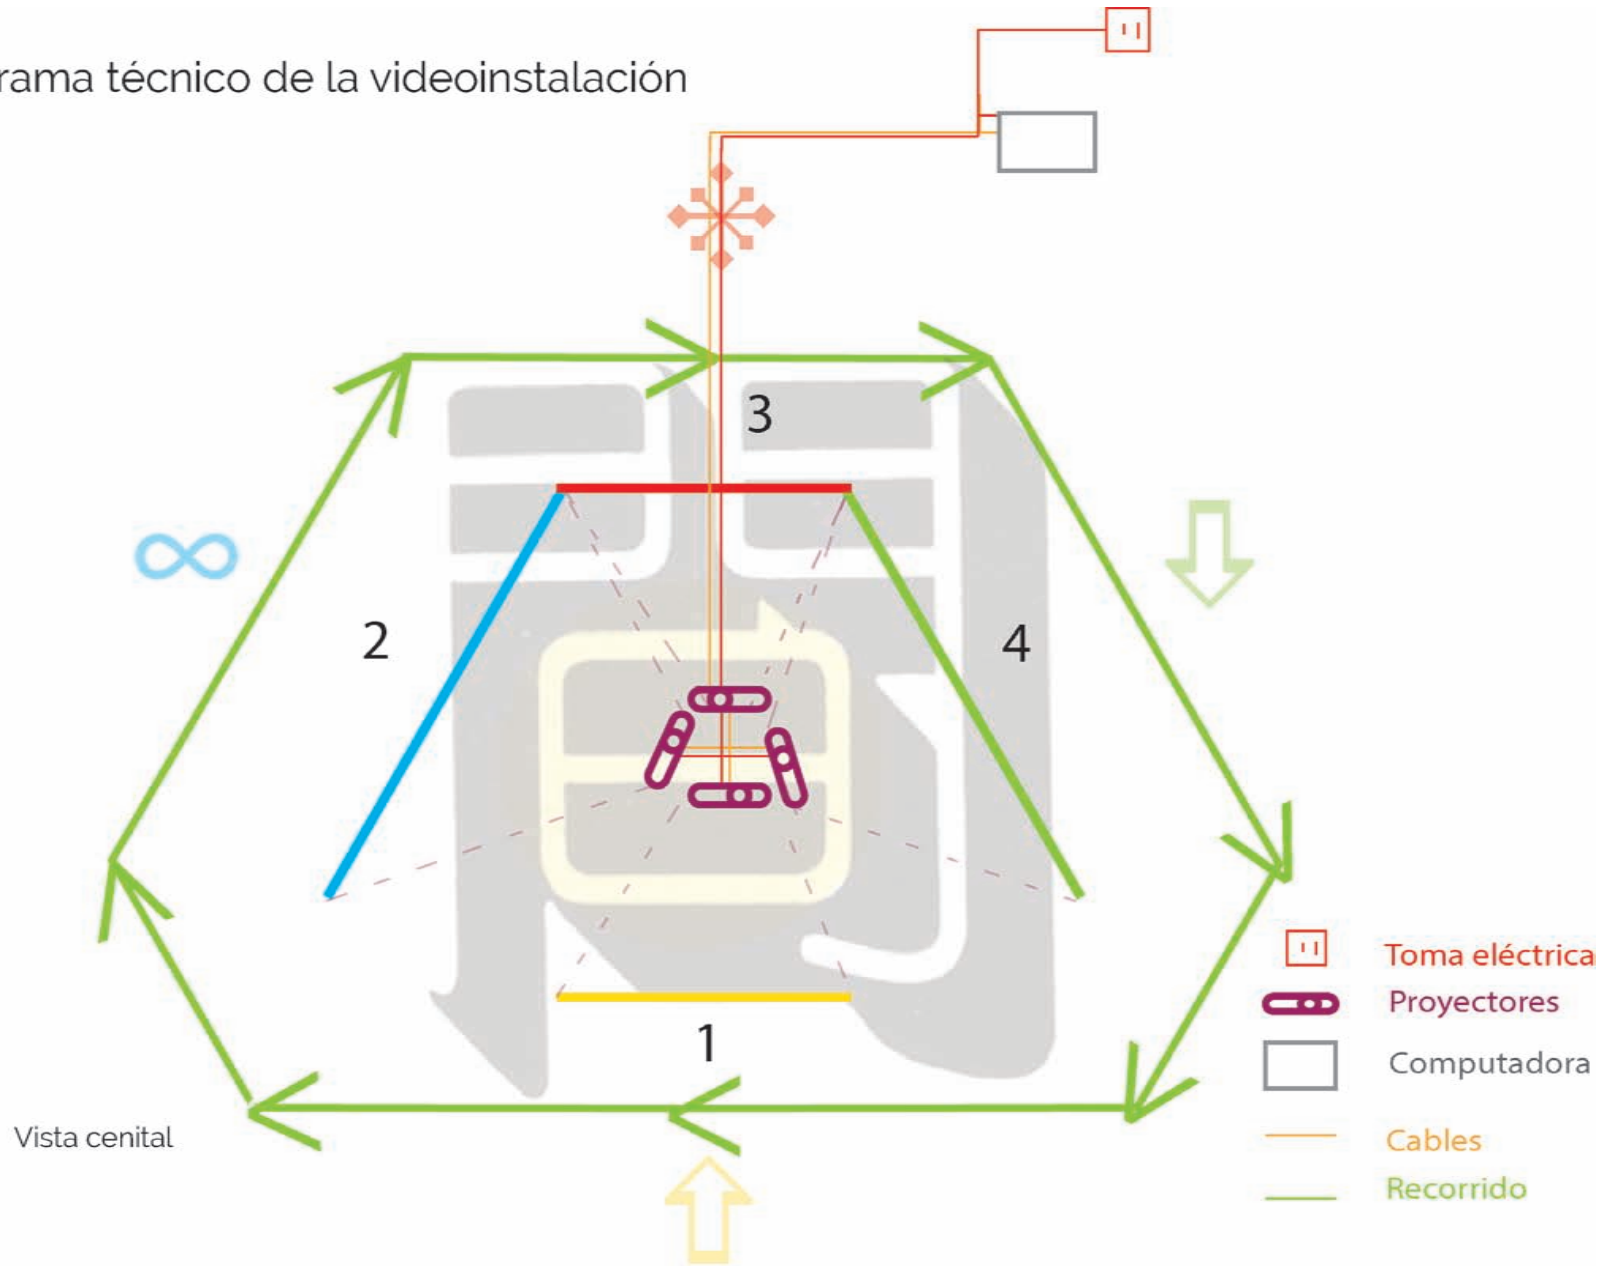 rama técnico de la videoinstalación
3
2
4
1
Toma eléctrica
Proyectores
Computadora
Cables
Recorrido
Vista cenital